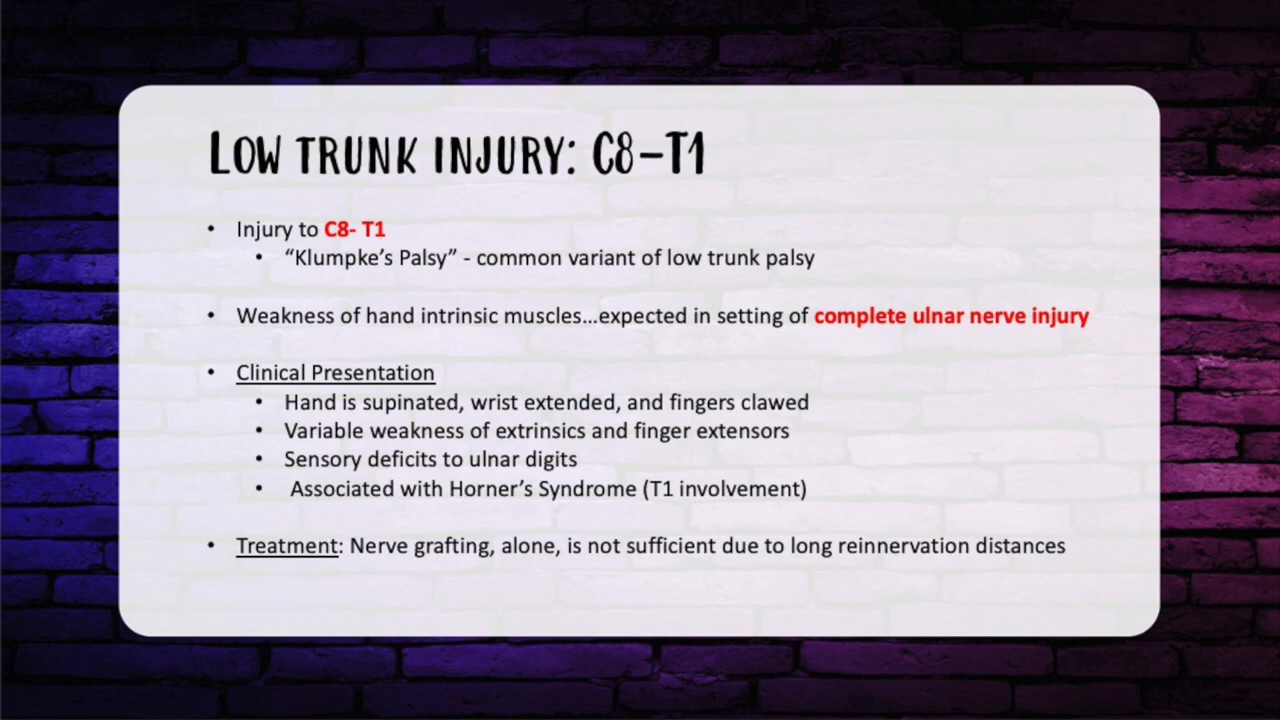 LOW TRUNK INJURY: C8–T1
• Injury to C8- T1
• “Klumpke’s Palsy” - common variant of low trunk palsy
• Weakness of hand intrinsic muscles…expected in setting of complete ulnar nerve injury
• Clinical Presentation
• Hand is supinated, wrist extended, and fingers clawed
• Variable weakness of extrinsics and finger extensors
• Sensory deficits to ulnar digits
• Associated with Horner’s Syndrome (T1 involvement)
• Treatment: Nerve grafting, alone, is not sufficient due to long reinnervation distances